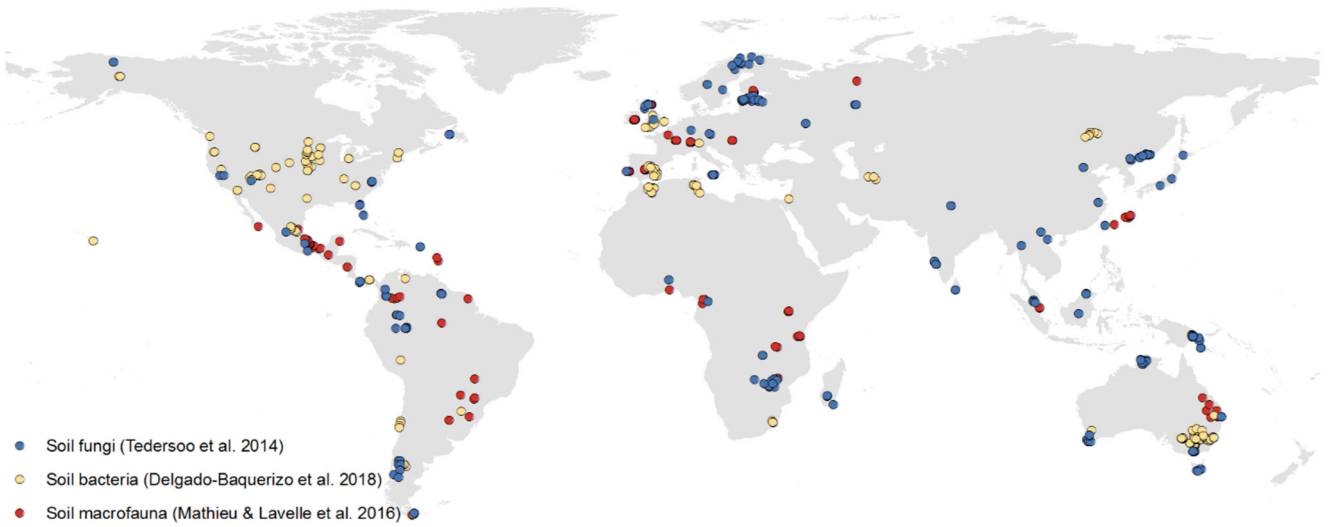 Soil fungi (Tedersoo et al. 2014)
Soil bacteria (Delgado-Baquerizo et al. 2018)
Soil macrofauna (Mathieu & Lavelle et al. 2016)